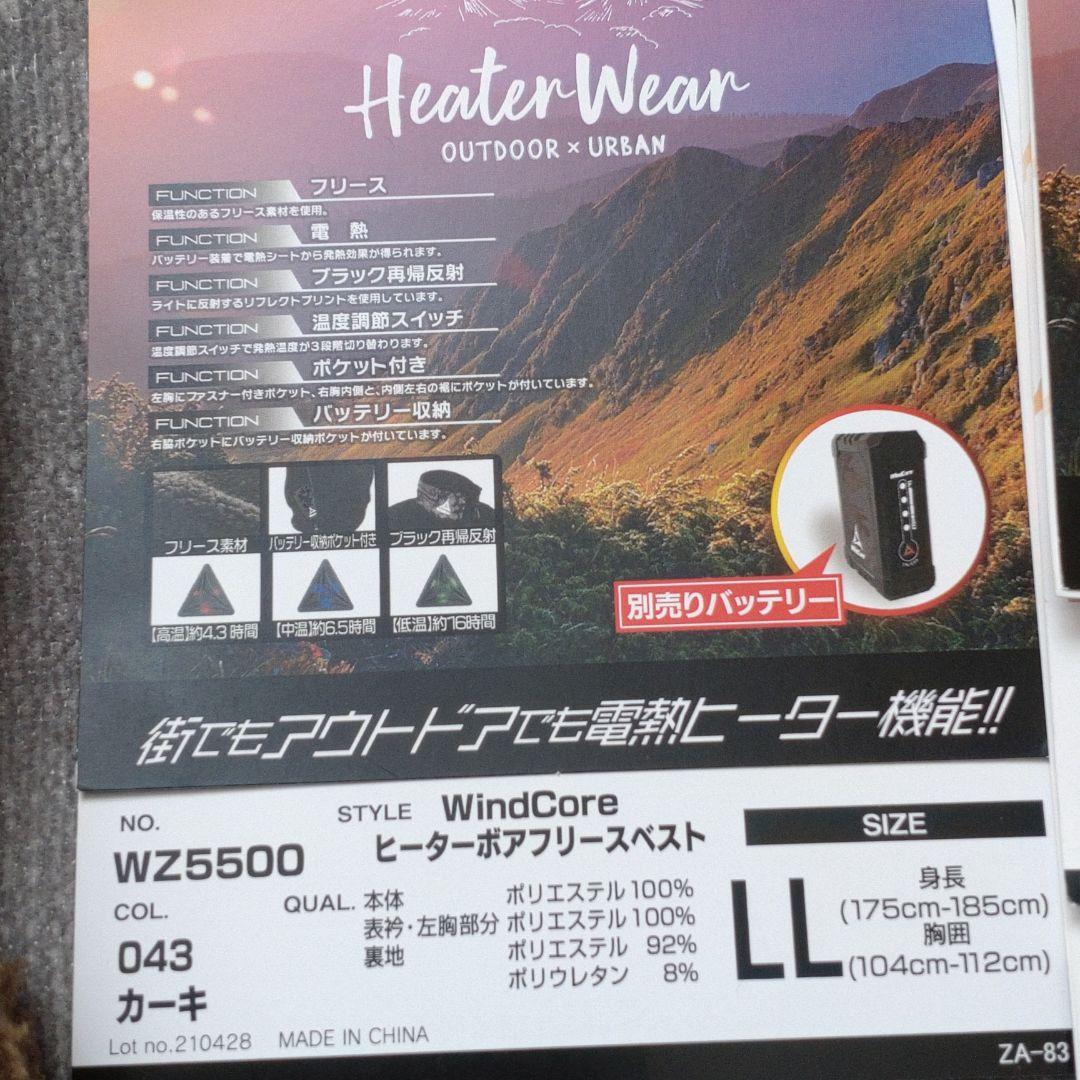 HeaterWear
OUTDOOR × URBAN
FUNCTION フリース
保温性のあるフリース素材を使用。
FUNCTION 電熱
バッテリー装着で電熱シートから発熱効果が得られます。
FUNCTION ブラック再帰反射
ライトに反射するリフレクトプリントを使用しています。
FUNCTION 温度調節スイッチ
温度調節スイッチで発熱温度が3段階切り替わります。
FUNCTION ポケット付き
左胸にファスナー付きポケット、右胸内側と、内側左右の裾にポケットが付いています。
FUNCTION バッテリー収納
右脇ポケットにバッテリー収納ポケットが付いています。
フリース素材
バッテリー収納ポケット付き
ブラック再帰反射
【高温】約4.3時間
【中温】約6.5時間
【低温】約16時間
WindCore
別売りバッテリー
街でもアウトドアでも電熱ヒーター機能!!
NO.
WZ5500
COL.
043
カーキ
STYLE WindCore
ヒーターボアフリースベスト
QUAL. 本体 ポリエステル 100%
表衿・左胸部分 ポリエステル 100%
裏地 ポリエステル 92%
ポリウレタン 8%
SIZE
LL
身長
(175cm-185cm)
胸囲
(104cm-112cm)
Lot no.210428 MADE IN CHINA
ZA-83